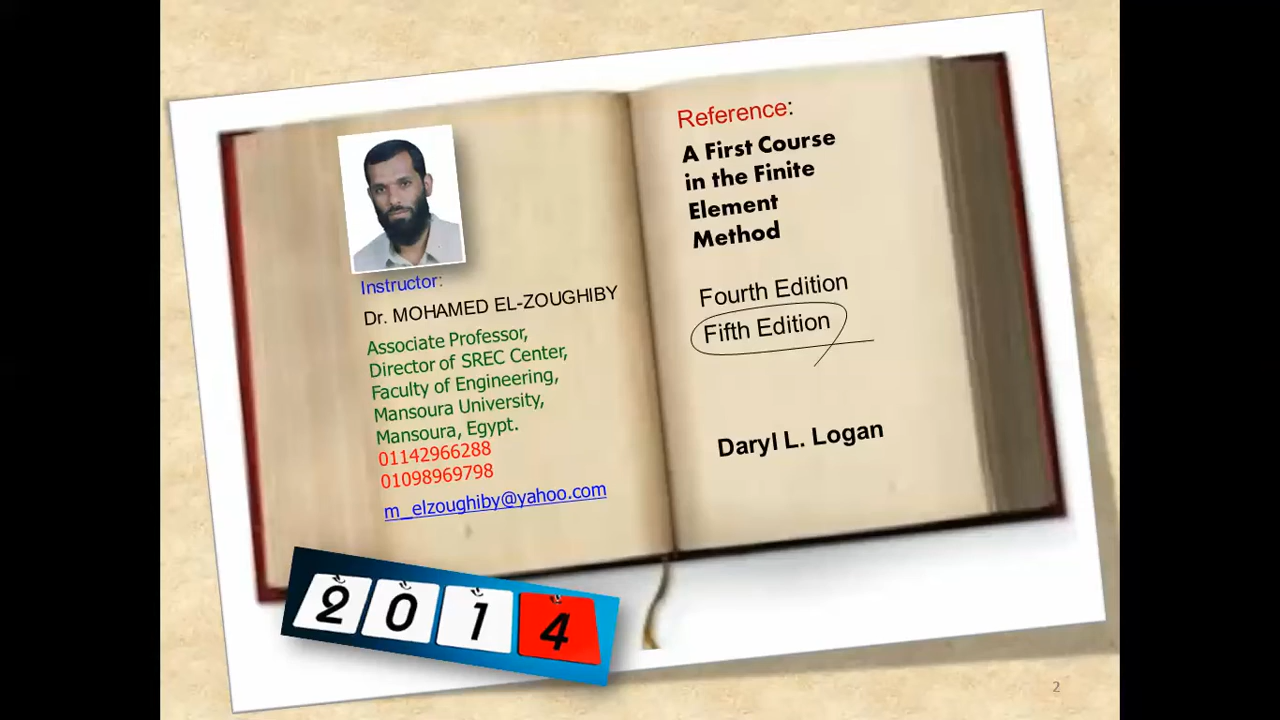 Instructor:
Dr. MOHAMED EL-ZOUGHIBY
Associate Professor,
Director of SREC Center,
Faculty of Engineering,
Mansoura University,
Mansoura, Egypt.
01142966288
01098969798
m_elzoughiby@yahoo.com
Reference:
A First Course
in the Finite
Element
Method
Fourth Edition
Fifth Edition
Daryl L. Logan
2014
2